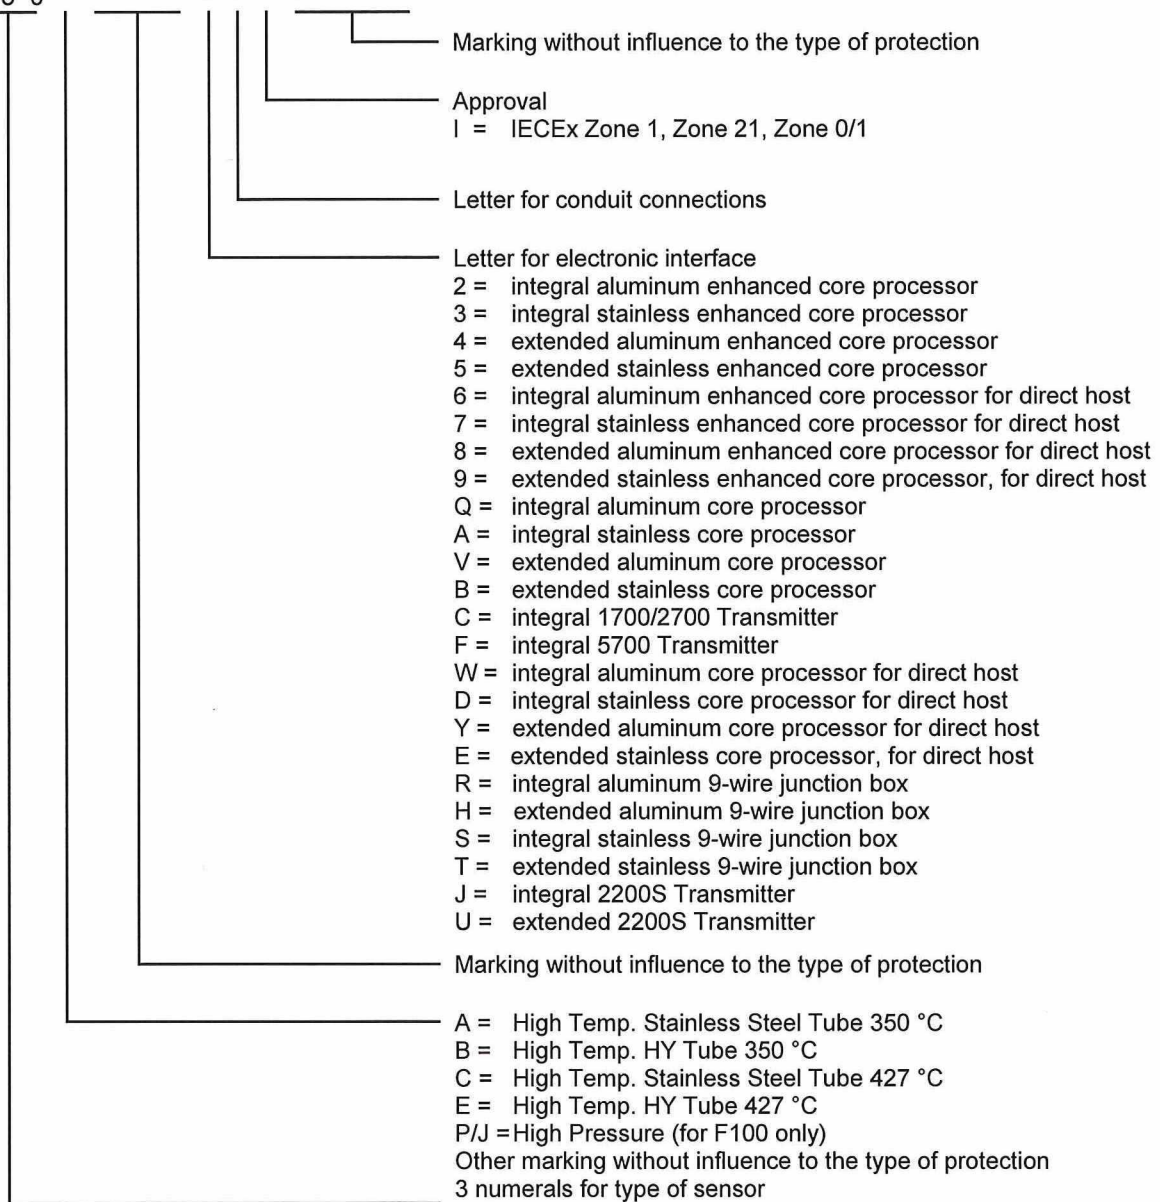 Marking without influence to the type of protection
Approval
I = IECEx Zone 1, Zone 21, Zone 0/1
Letter for conduit connections
Letter for electronic interface
2 = integral aluminum enhanced core processor
3 = integral stainless enhanced core processor
4 = extended aluminum enhanced core processor
5 = extended stainless enhanced core processor
6 = integral aluminum enhanced core processor for direct host
7 = integral stainless enhanced core processor for direct host
8 = extended aluminum enhanced core processor for direct host
9 = extended stainless enhanced core processor, for direct host
Q = integral aluminum core processor
A = integral stainless core processor
V = extended aluminum core processor
B = extended stainless core processor
C = integral 1700/2700 Transmitter
F = integral 5700 Transmitter
W = integral aluminum core processor for direct host
D = integral stainless core processor for direct host
Y = extended aluminum core processor for direct host
E = extended stainless core processor, for direct host
R = integral aluminum 9-wire junction box
H = extended aluminum 9-wire junction box
S = integral stainless 9-wire junction box
T = extended stainless 9-wire junction box
J = integral 2200S Transmitter
U = extended 2200S Transmitter
Marking without influence to the type of protection
A = High Temp. Stainless Steel Tube 350 °C
B = High Temp. HY Tube 350 °C
C = High Temp. Stainless Steel Tube 427 °C
E = High Temp. HY Tube 427 °C
P/J = High Pressure (for F100 only)
Other marking without influence to the type of protection
3 numerals for type of sensor